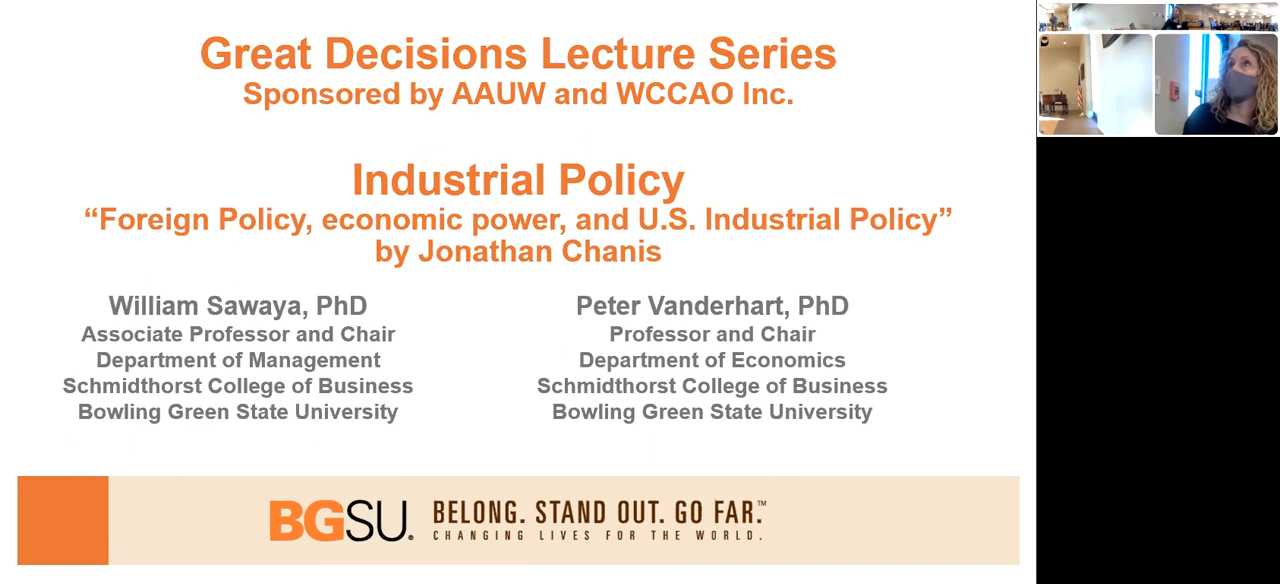 Great Decisions Lecture Series
Sponsored by AAUW and WCCAO Inc.
Industrial Policy
“Foreign Policy, economic power, and U.S. Industrial Policy”
by Jonathan Chanis
William Sawaya, PhD
Associate Professor and Chair
Department of Management
Schmidthorst College of Business
Bowling Green State University
Peter Vanderhart, PhD
Professor and Chair
Department of Economics
Schmidthorst College of Business
Bowling Green State University
BGSU®
BELONG. STAND OUT. GO FAR.™
CHANGING LIVES FOR THE WORLD.